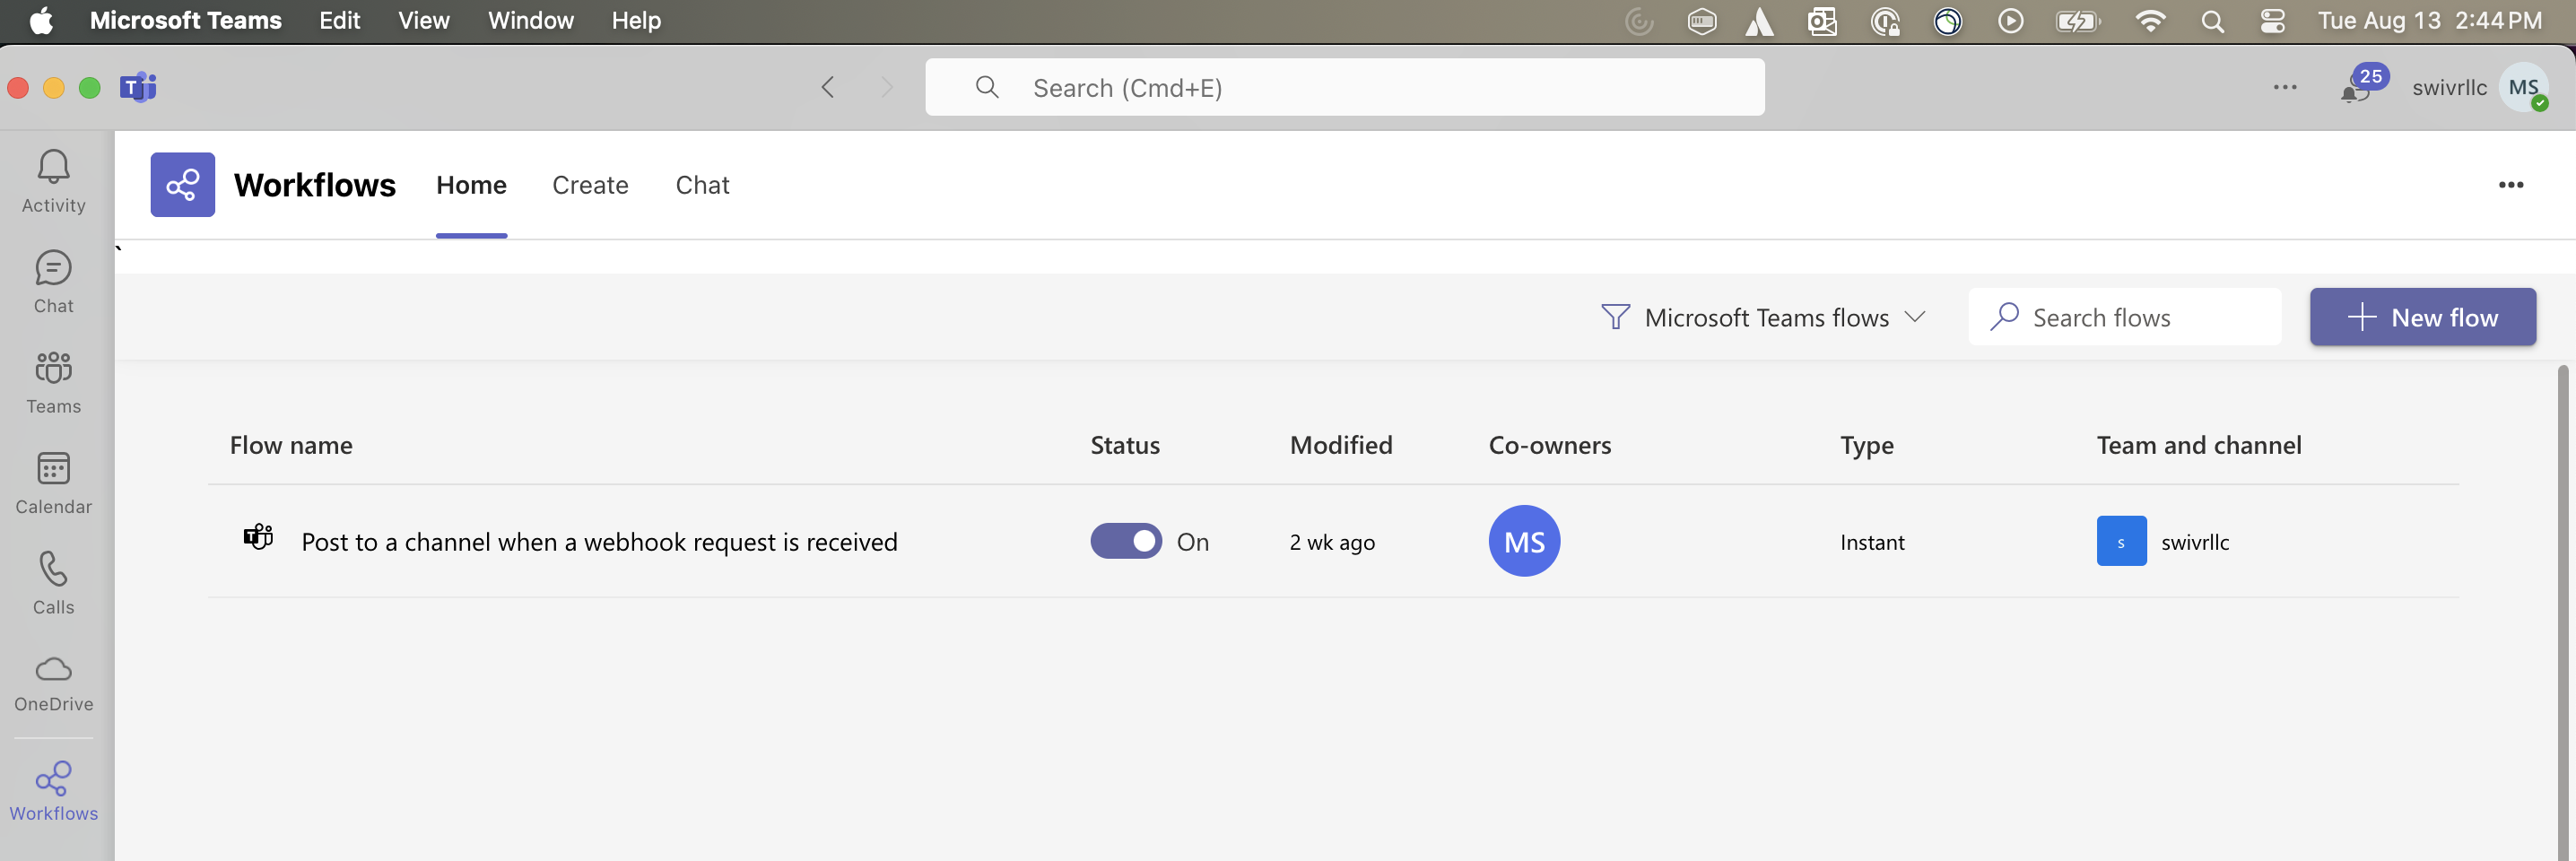 Microsoft Teams Edit View Window Help Tue Aug 13 2:44 PM
T Search (Cmd+E) 25 swivrllc MS
Activity
Chat
Teams
Calendar
Calls
OneDrive
Workflows
Workflows Home Create Chat
`
Microsoft Teams flows Search flows New flow
Flow name Status Modified Co-owners Type Team and channel
T Post to a channel when a webhook request is received On 2 wk ago MS Instant s swivrllc